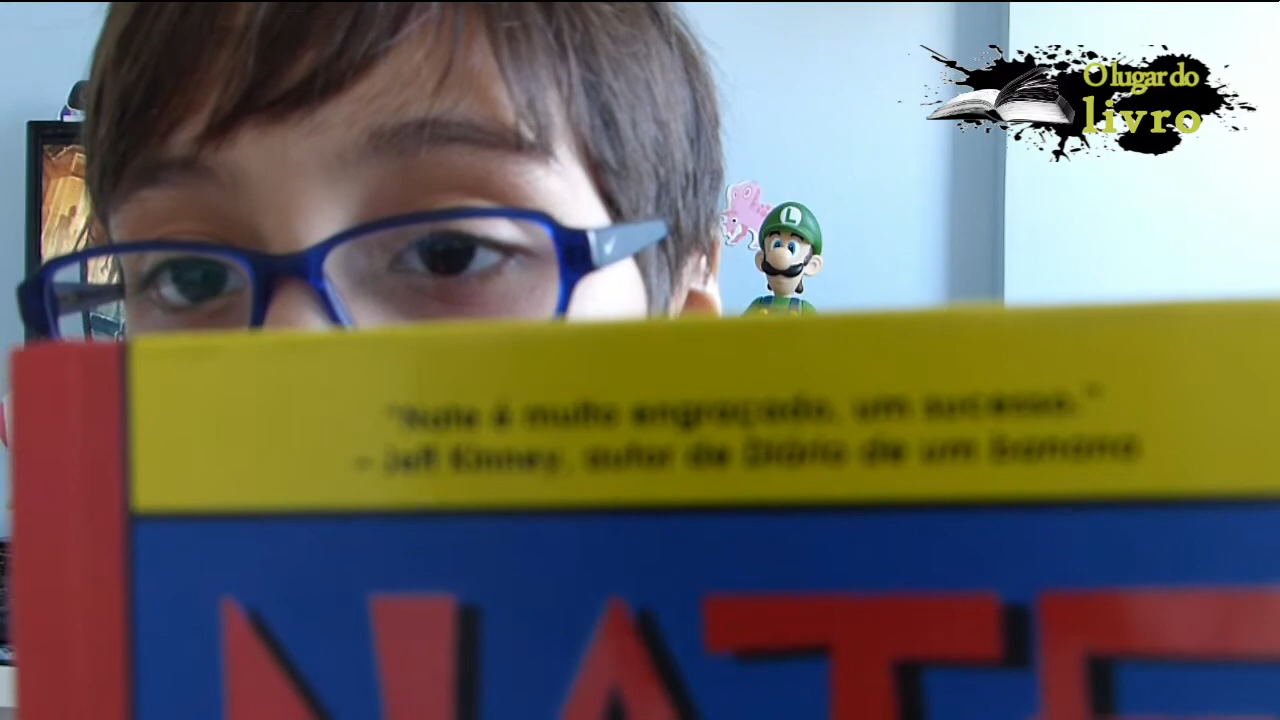 O lugar do
livro
L
"Nate é muito engraçado, um sucesso."
– Jeff Kinney, autor de Diário de um banana
NATE